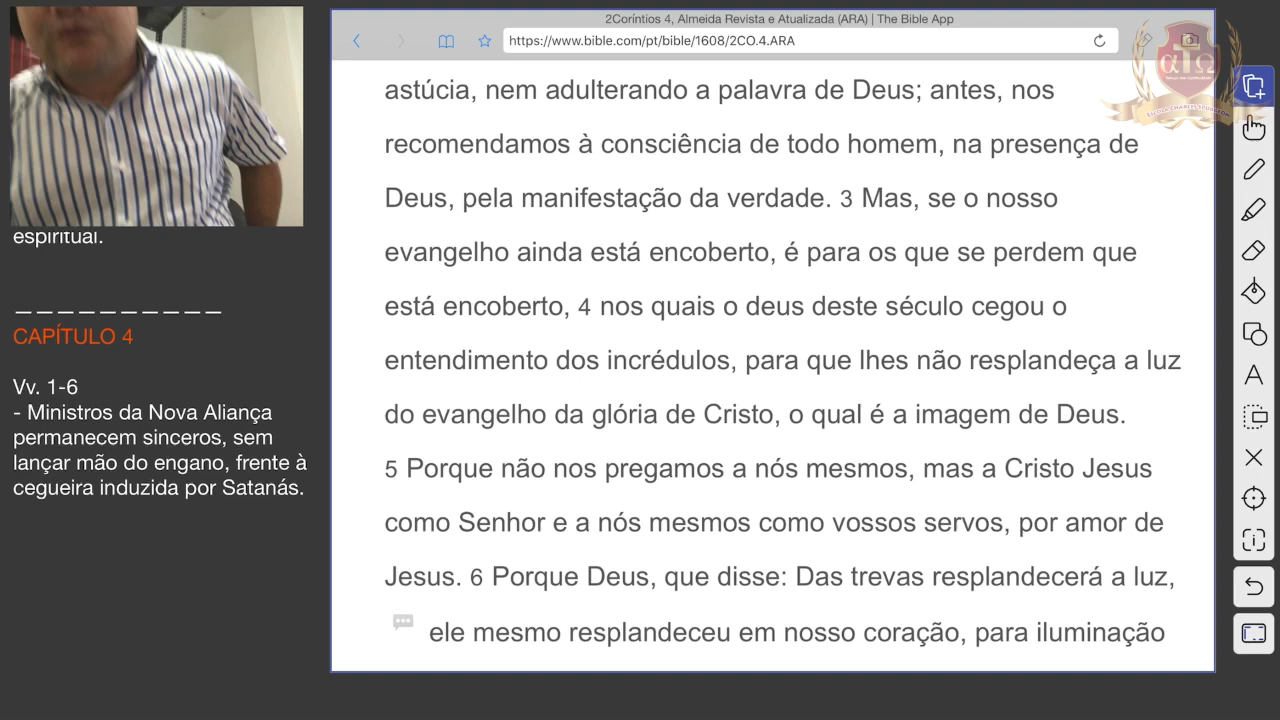 2Coríntios 4, Almeida Revista e Atualizada (ARA) | The Bible App
https://www.bible.com/pt/bible/1608/2CO.4.ARA
astúcia, nem adulterando a palavra de Deus; antes, nos
recomendamos à consciência de todo homem, na presença de
Deus, pela manifestação da verdade. 3 Mas, se o nosso
evangelho ainda está encoberto, é para os que se perdem que
está encoberto, 4 nos quais o deus deste século cegou o
entendimento dos incrédulos, para que lhes não resplandeça a luz
do evangelho da glória de Cristo, o qual é a imagem de Deus.
5 Porque não nos pregamos a nós mesmos, mas a Cristo Jesus
como Senhor e a nós mesmos como vossos servos, por amor de
Jesus. 6 Porque Deus, que disse: Das trevas resplandecerá a luz,
ele mesmo resplandeceu em nosso coração, para iluminação
espiritual.
__________
CAPÍTULO 4
Vv. 1-6
- Ministros da Nova Aliança
permanecem sinceros, sem
lançar mão do engano, frente à
cegueira induzida por Satanás.
αΩ
ESCOLA CHARLES SPURGEON